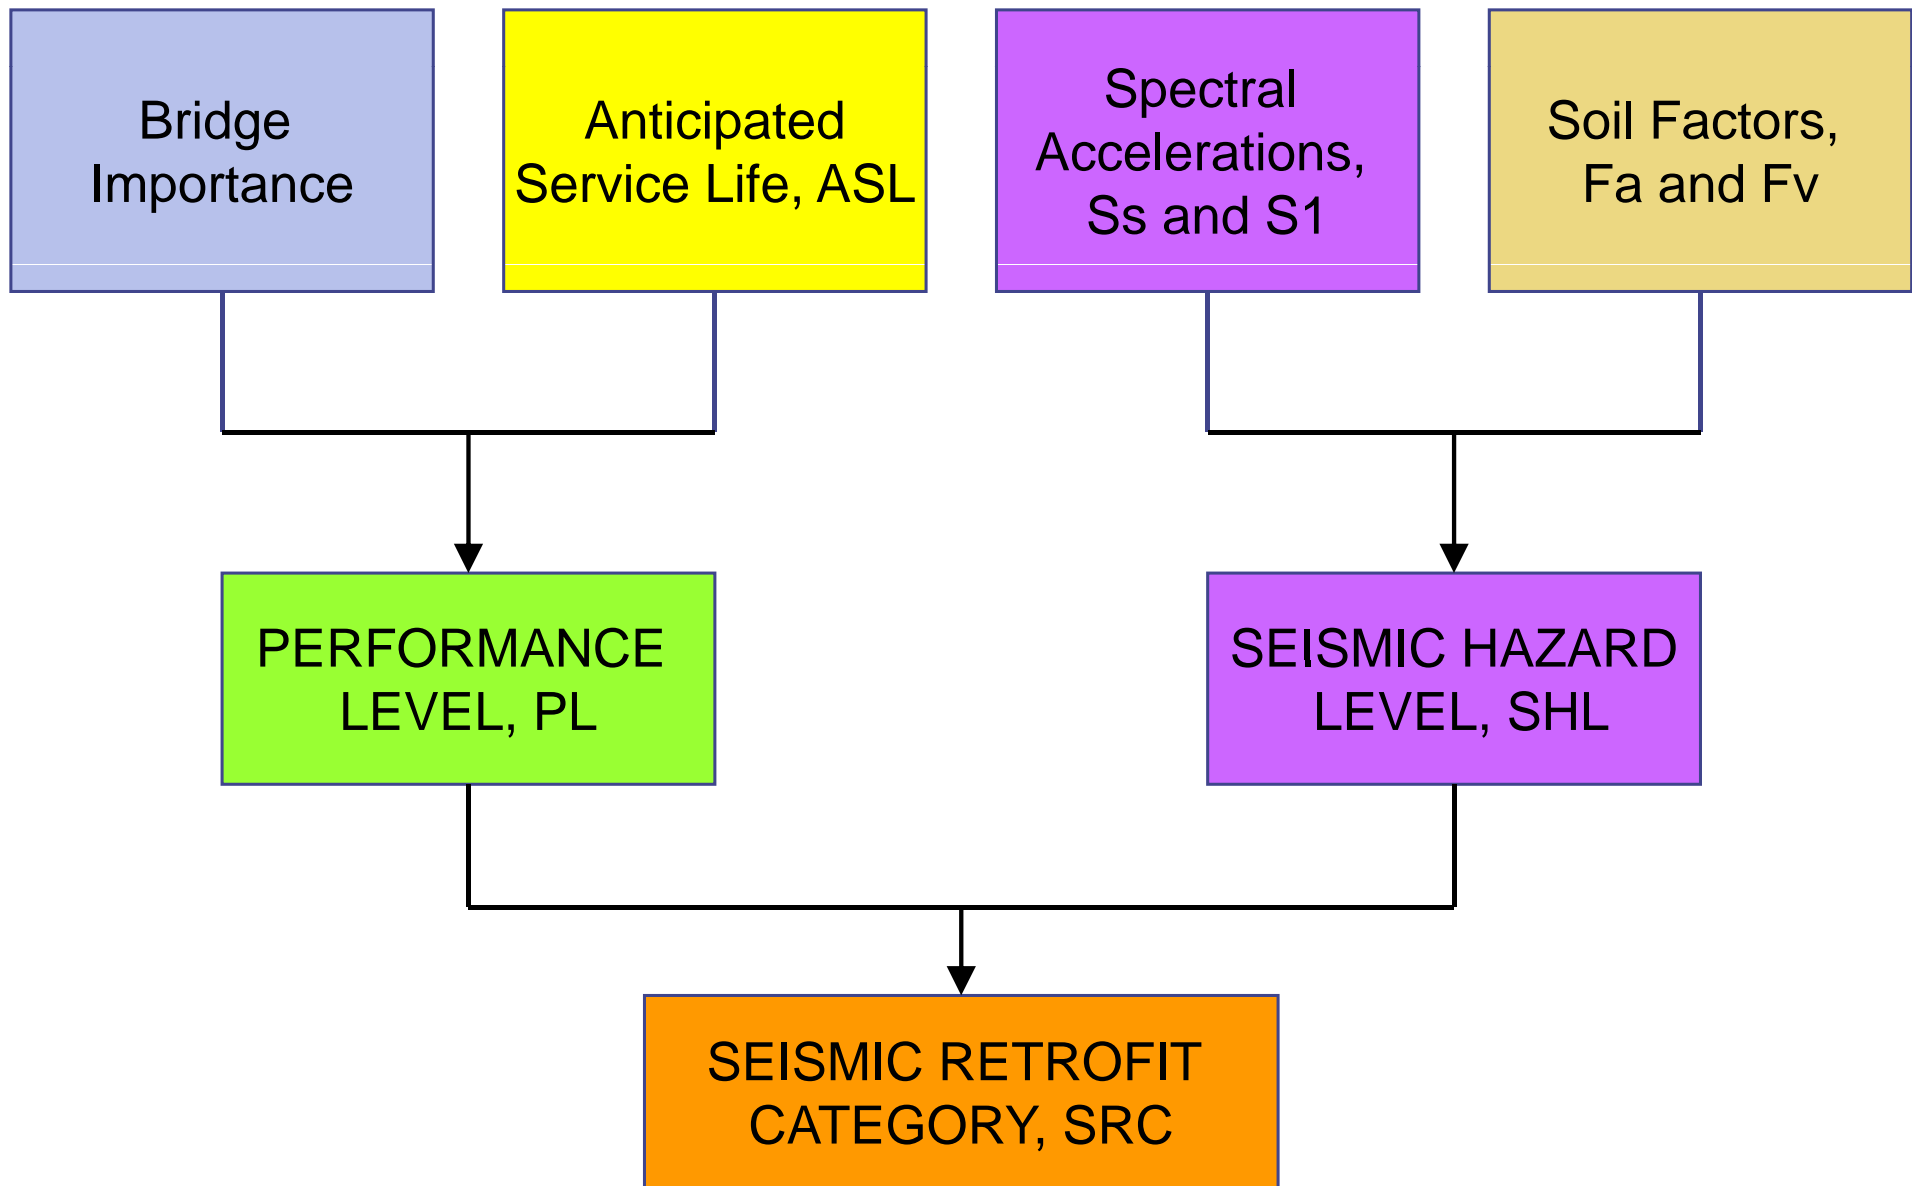 Bridge
Importance
Anticipated
Service Life, ASL
Spectral
Accelerations,
Ss and S1
Soil Factors,
Fa and Fv
PERFORMANCE
LEVEL, PL
SEISMIC HAZARD
LEVEL, SHL
SEISMIC RETROFIT
CATEGORY, SRC